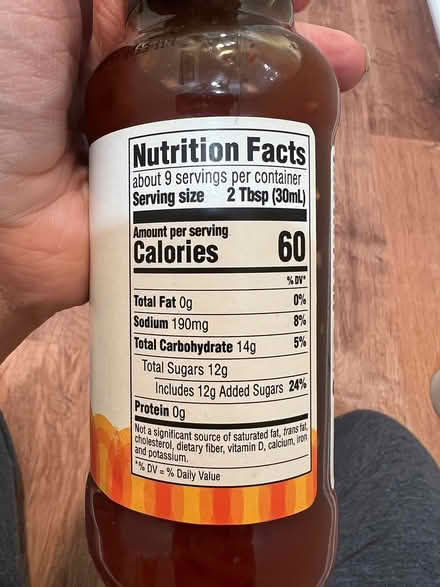 Nutrition Facts
about 9 servings per container
Serving size 2 Tbsp (30mL)
Amount per serving
Calories 60
% DV*
Total Fat 0g 0%
Sodium 190mg 8%
Total Carbohydrate 14g 5%
Total Sugars 12g
Includes 12g Added Sugars 24%
Protein 0g
Not a significant source of saturated fat, trans fat,
cholesterol, dietary fiber, vitamin D, calcium, iron
and potassium.
*% DV = % Daily Value